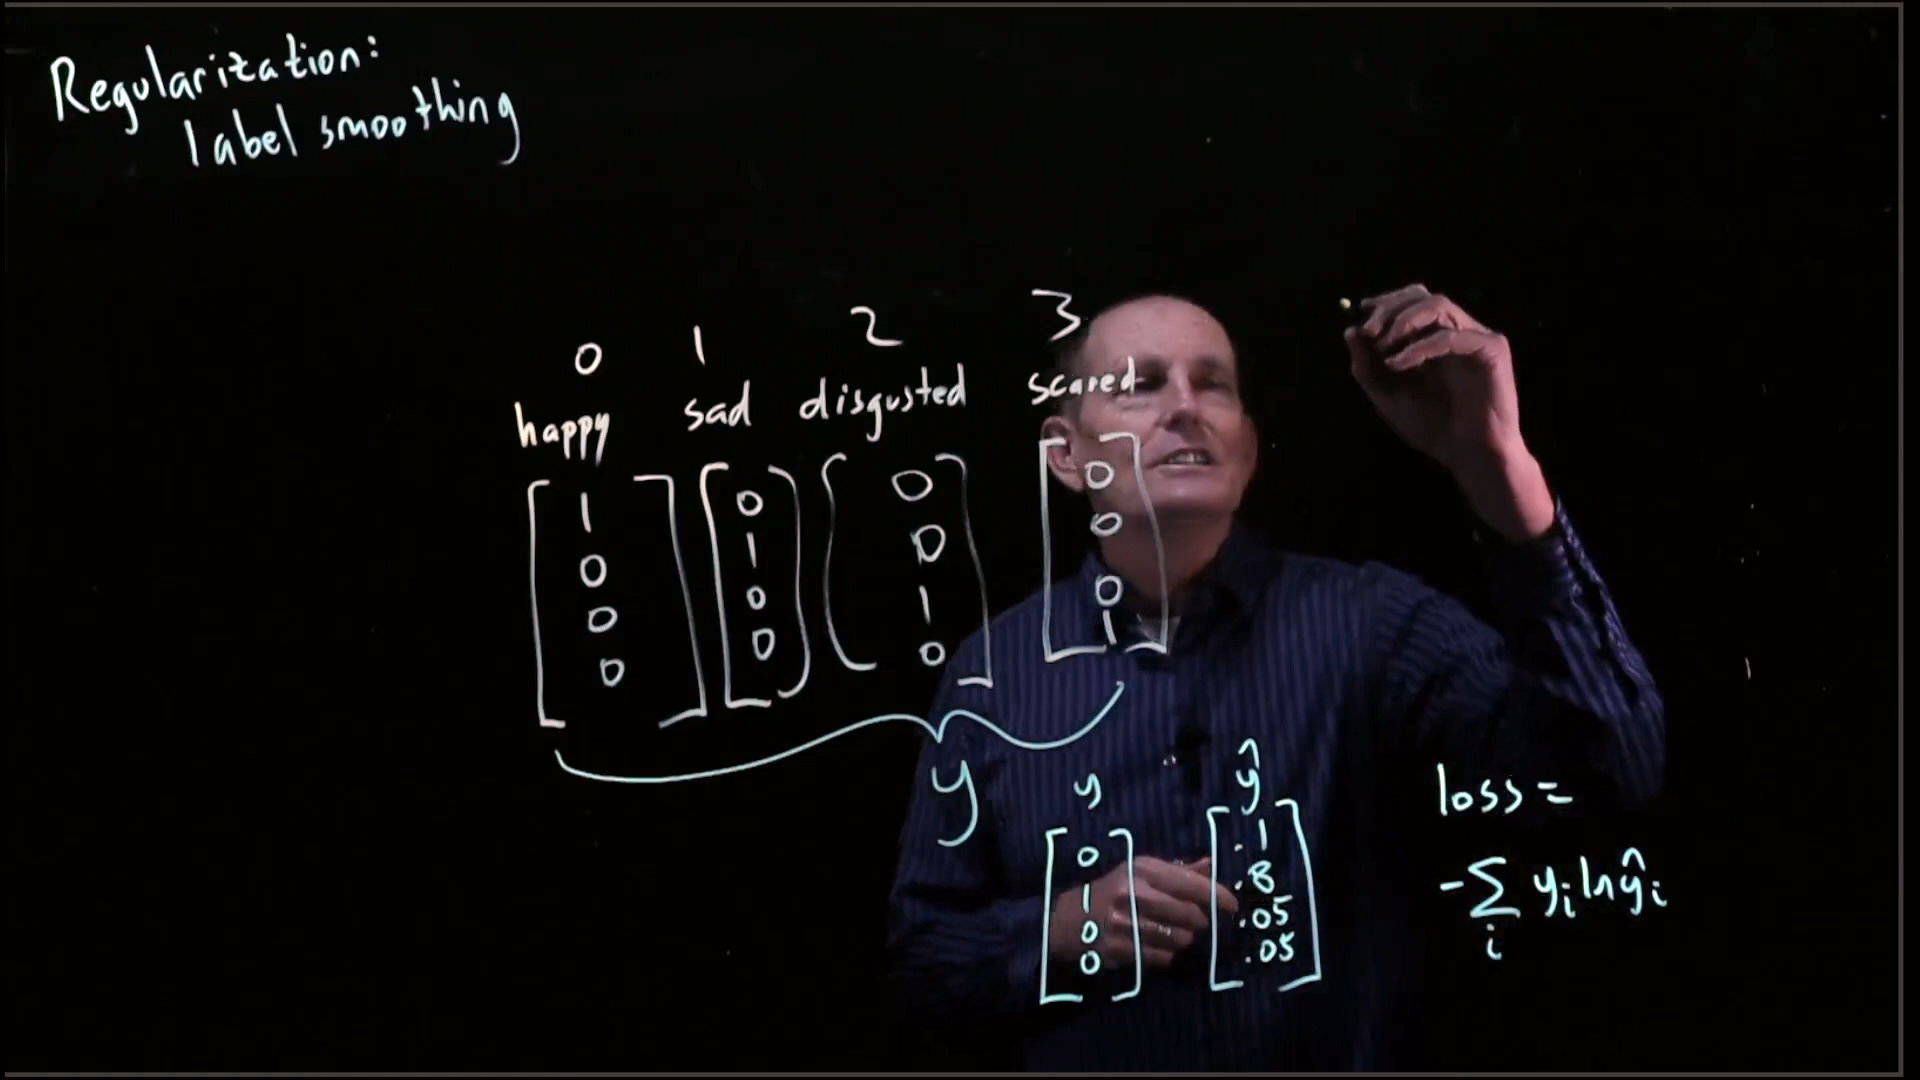 Regularization:
label smoothing
0 1 2 3
happy sad disgusted scared
1 0 0 0
0 1 0 0
0 0 1 0
0 0 0 1
y
y ŷ
0 .1
1 .8
0 .05
0 .05
loss =
-∑ yᵢ ln ŷᵢ
i